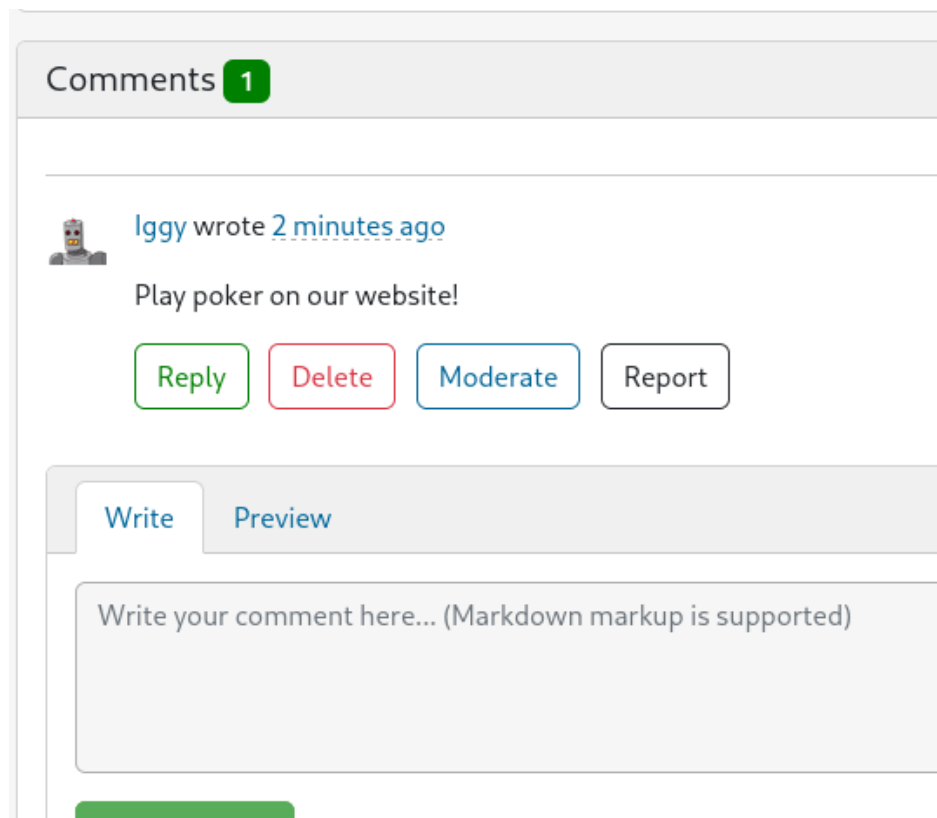 Comments 1
Iggy wrote 2 minutes ago
Play poker on our website!
Reply Delete Moderate Report
Write Preview
Write your comment here... (Markdown markup is supported)